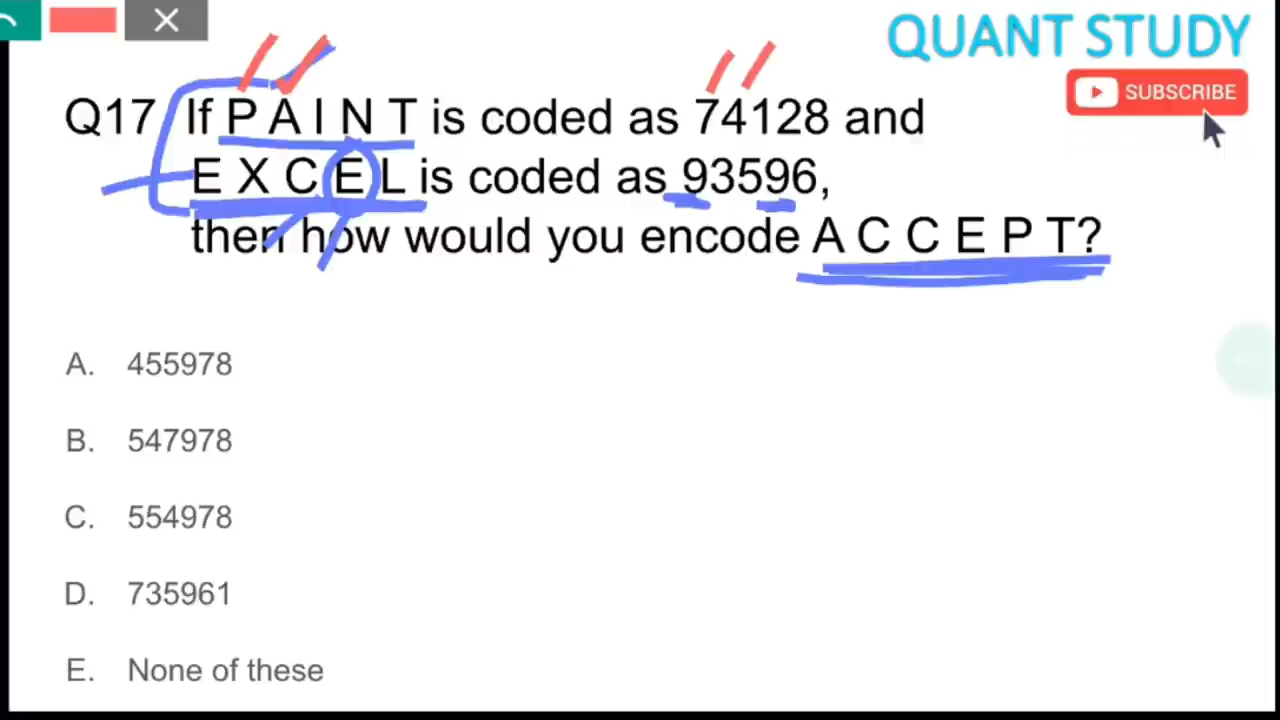 QUANT STUDY
SUBSCRIBE
Q17 If P A I N T is coded as 74128 and
E X C E L is coded as 93596,
then how would you encode A C C E P T?
A. 455978
B. 547978
C. 554978
D. 735961
E. None of these